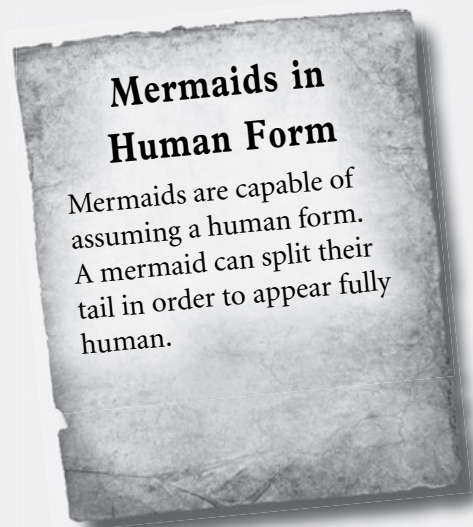 Mermaids in
Human Form
Mermaids are capable of
assuming a human form.
A mermaid can split their
tail in order to appear fully
human.